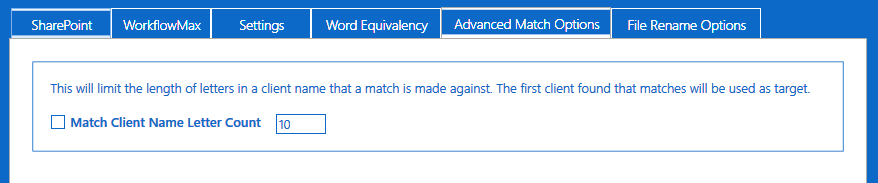 SharePoint WorkflowMax Settings Word Equivalency Advanced Match Options File Rename Options
This will limit the length of letters in a client name that a match is made against. The first client found that matches will be used as target.
Match Client Name Letter Count 10